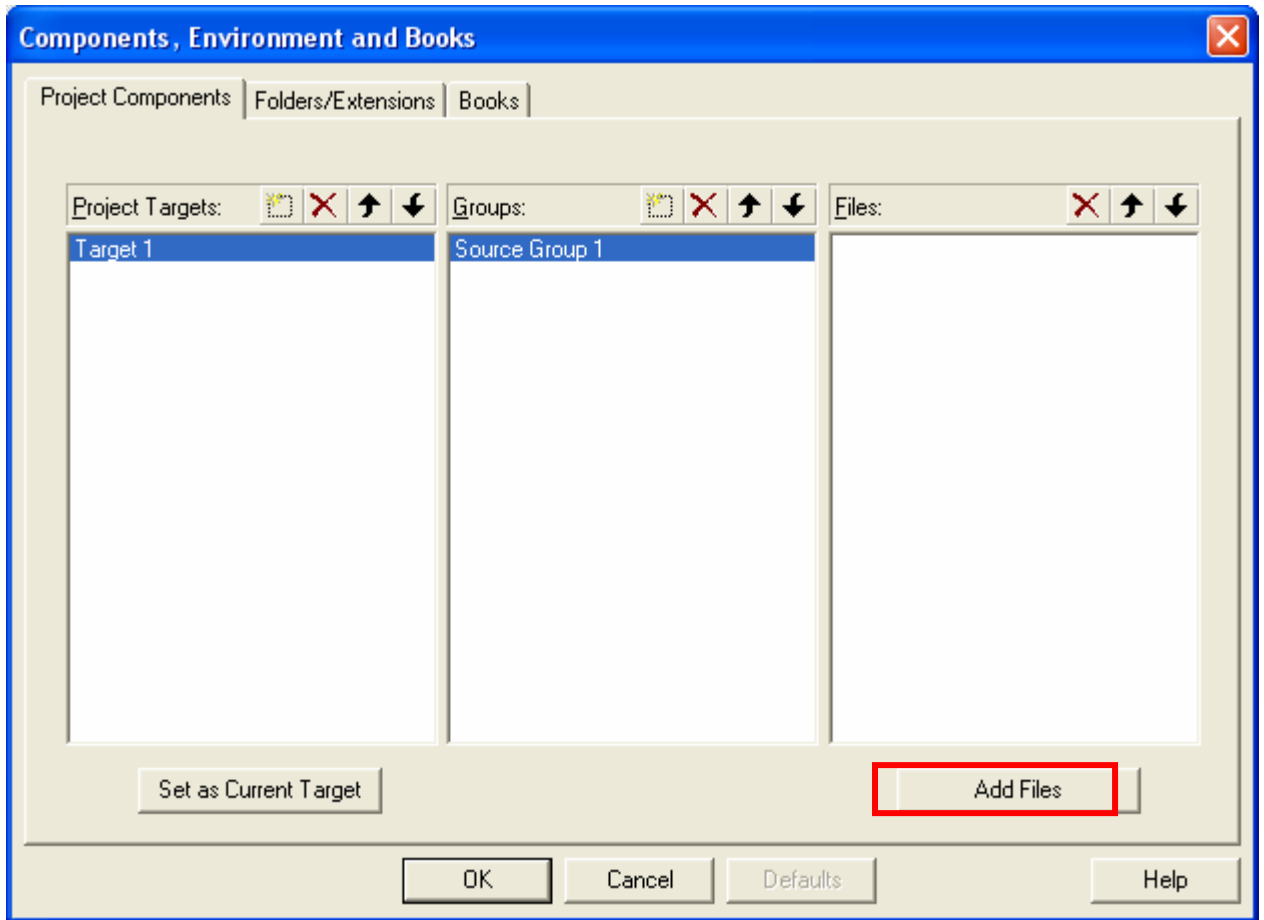 Components, Environment and Books
Project Components Folders/Extensions Books
Project Targets: Groups: Files:
Target 1 Source Group 1
Set as Current Target Add Files
OK Cancel Defaults Help